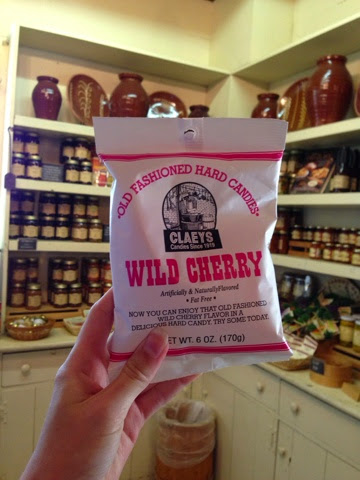 •OLD FASHIONED HARD CANDIES•
CLAEYS
Candies Since 1919
WILD CHERRY
Artificially & Naturally Flavored
• Fat Free •
NOW YOU CAN ENJOY THAT OLD FASHIONED
WILD CHERRY FLAVOR IN A
DELICIOUS HARD CANDY. TRY SOME TODAY.
NET WT. 6 OZ. (170g)